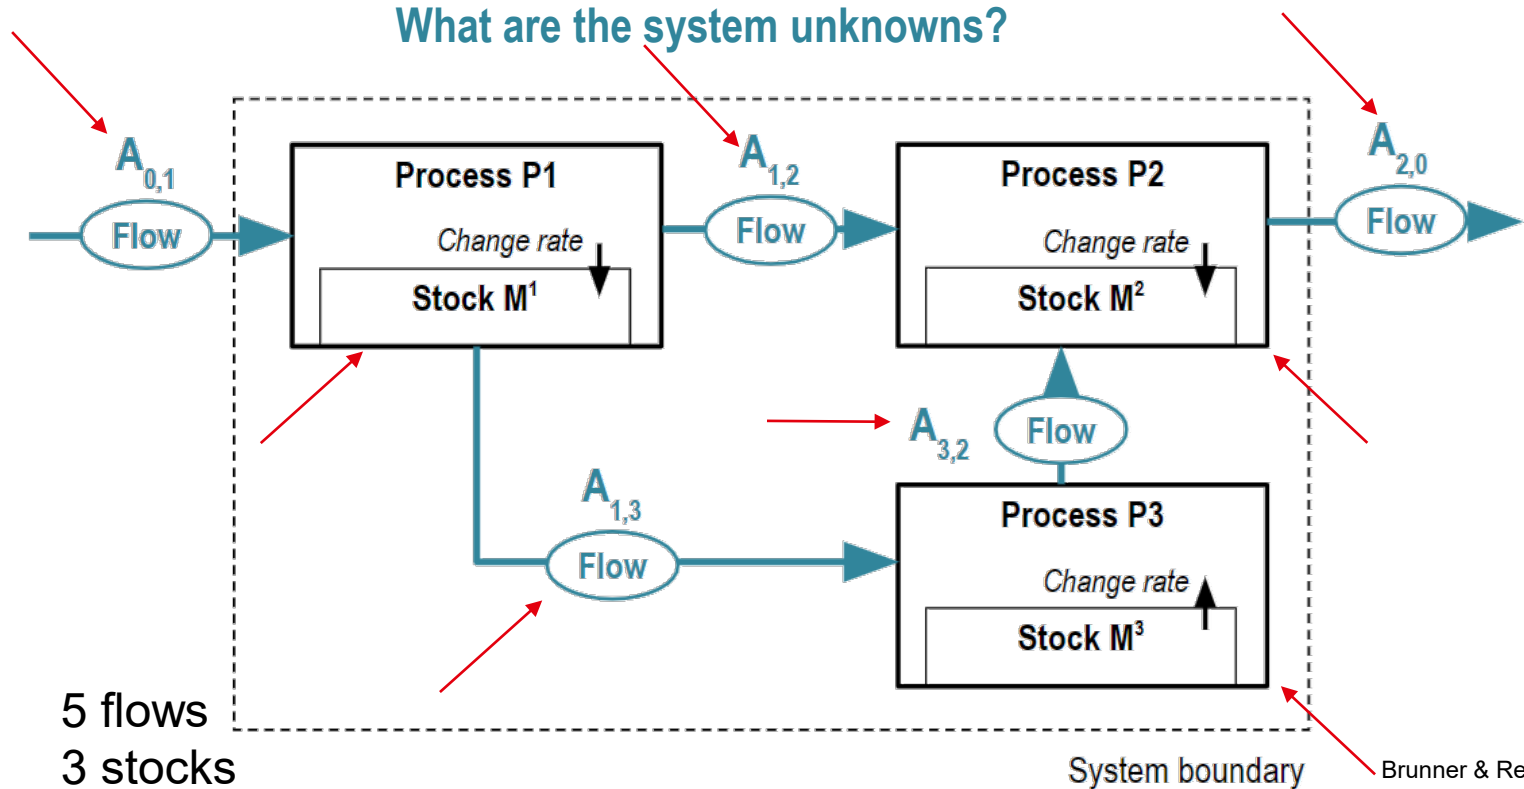 What are the system unknowns?
A0,1
Flow
Process P1
Change rate
Stock M¹
A1,2
Flow
Process P2
Change rate
Stock M²
A2,0
Flow
A3,2
Flow
A1,3
Flow
Process P3
Change rate
Stock M³
5 flows
3 stocks
System boundary
Brunner & Re